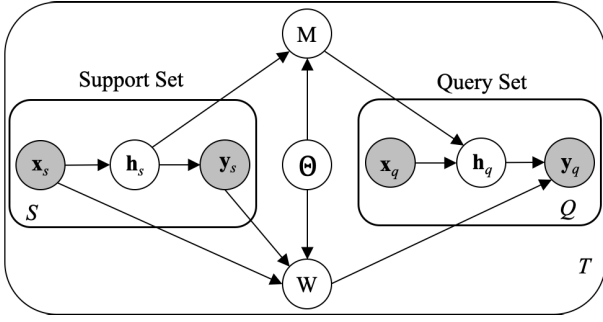 M
Support Set
Query Set
x_s
h_s
y_s
Θ
x_q
h_q
y_q
S
Q
W
T